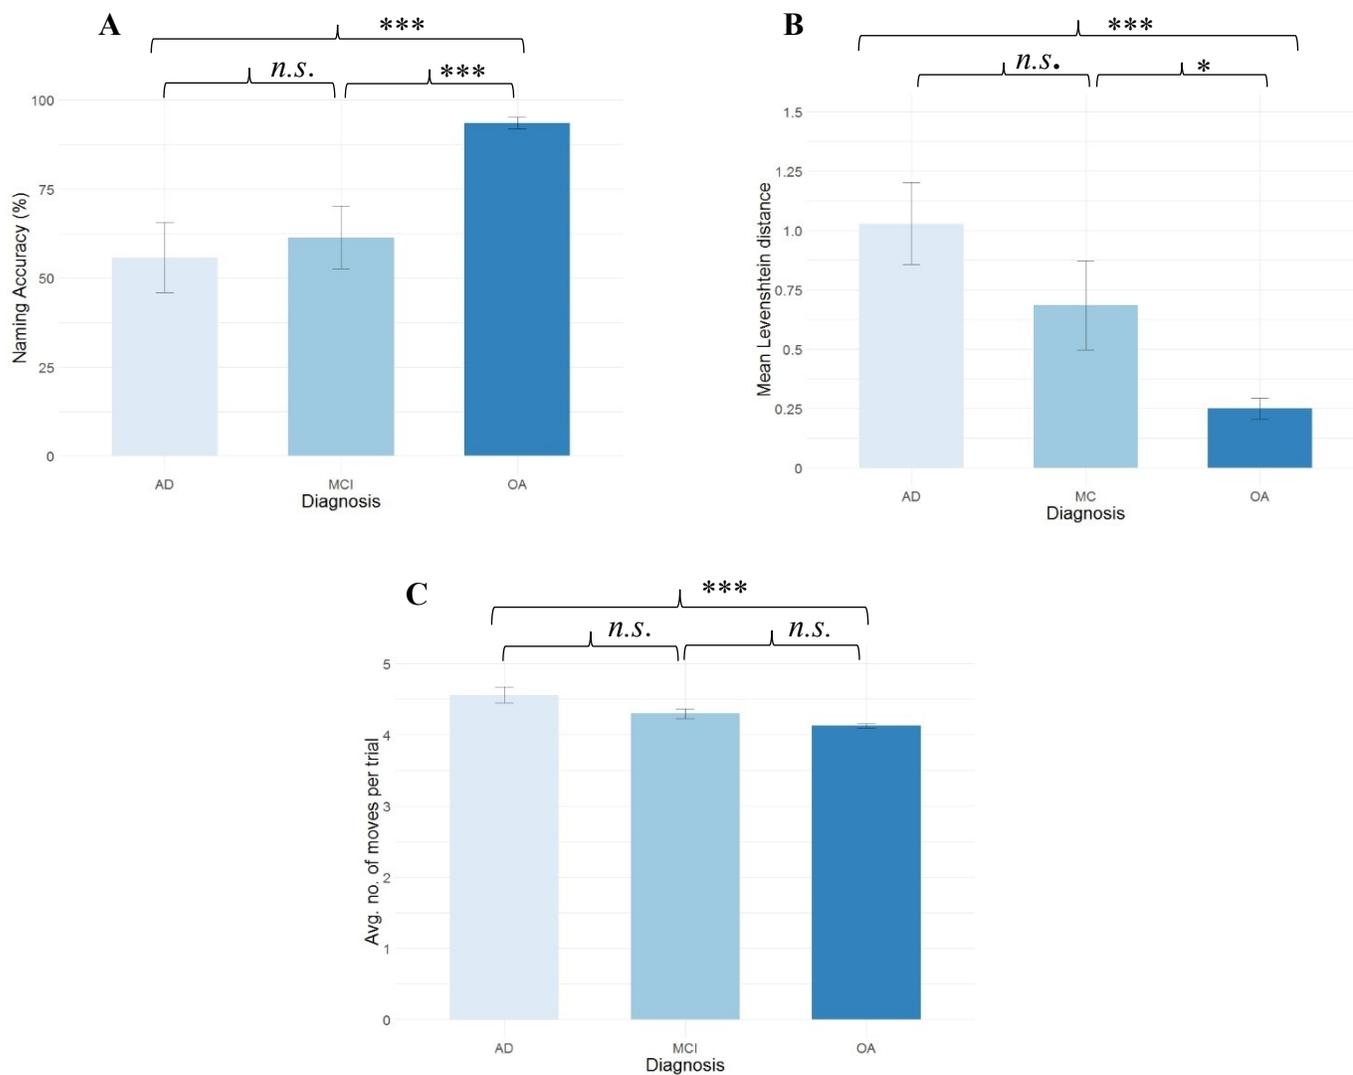 A
***
n.s.
***
100
75
50
25
0
Naming Accuracy (%)
AD
MCI
OA
Diagnosis
B
***
n.s.
*
1.5
1.25
1.0
0.75
0.5
0.25
0
Mean Levenshtein distance
AD
MC
OA
Diagnosis
C
***
n.s.
n.s.
5
4
3
2
1
0
Avg. no. of moves per trial
AD
MCI
OA
Diagnosis